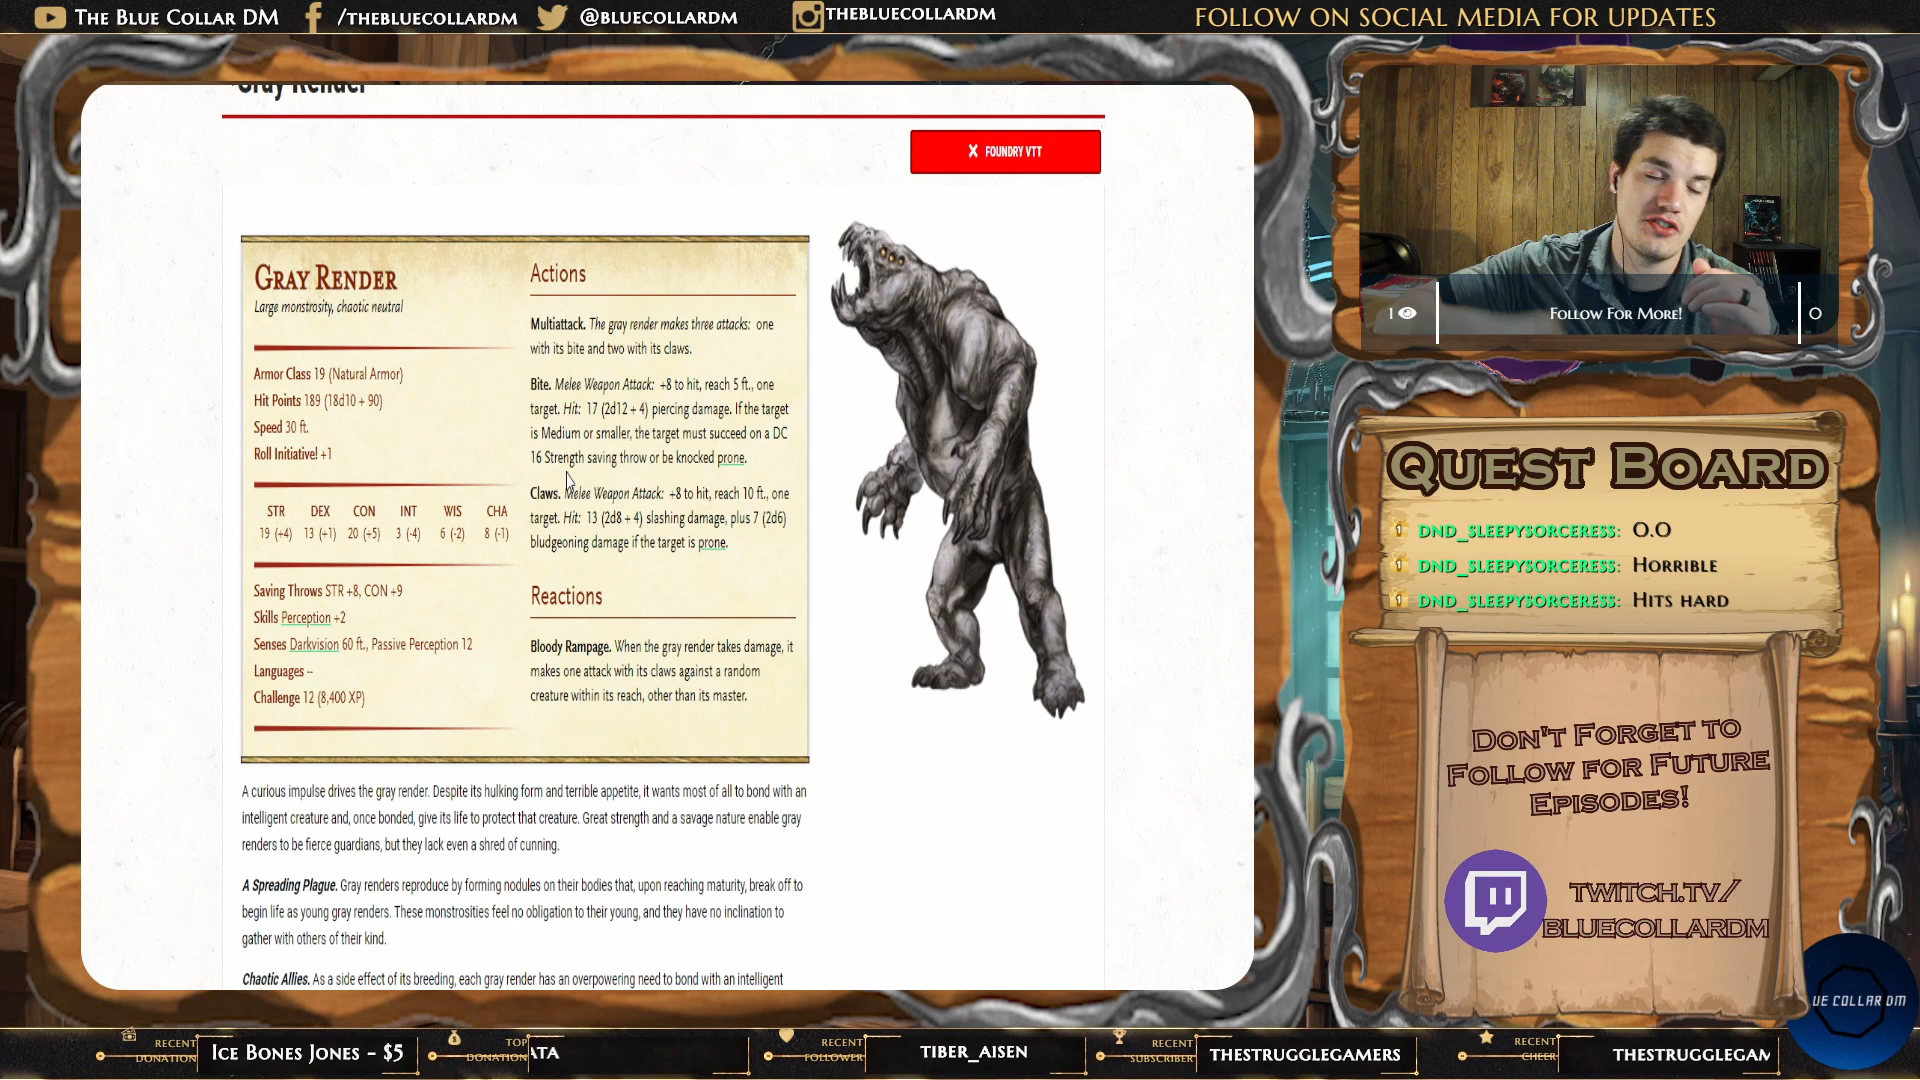 The Blue Collar DM
/thebluecollardm
@bluecollardm
thebluecollardm
Follow on Social Media for Updates
Gray Render
X FOUNDRY VTT
Gray Render
Large monstrosity, chaotic neutral
Armor Class 19 (Natural Armor)
Hit Points 189 (18d10 + 90)
Speed 30 ft.
Roll Initiative! +1
STR DEX CON INT WIS CHA
19 (+4) 13 (+1) 20 (+5) 3 (-4) 6 (-2) 8 (-1)
Saving Throws STR +8, CON +9
Skills Perception +2
Senses Darkvision 60 ft., Passive Perception 12
Languages --
Challenge 12 (8,400 XP)
Actions
Multiattack. The gray render makes three attacks: one
with its bite and two with its claws.
Bite. Melee Weapon Attack: +8 to hit, reach 5 ft., one
target. Hit: 17 (2d12 + 4) piercing damage. If the target
is Medium or smaller, the target must succeed on a DC
16 Strength saving throw or be knocked prone.
Claws. Melee Weapon Attack: +8 to hit, reach 10 ft., one
target. Hit: 13 (2d8 + 4) slashing damage, plus 7 (2d6)
bludgeoning damage if the target is prone.
Reactions
Bloody Rampage. When the gray render takes damage, it
makes one attack with its claws against a random
creature within its reach, other than its master.
A curious impulse drives the gray render. Despite its hulking form and terrible appetite, it wants most of all to bond with an
intelligent creature and, once bonded, give its life to protect that creature. Great strength and a savage nature enable gray
renders to be fierce guardians, but they lack even a shred of cunning.
A Spreading Plague. Gray renders reproduce by forming nodules on their bodies that, upon reaching maturity, break off to
begin life as young gray renders. These monstrosities feel no obligation to their young, and they have no inclination to
gather with others of their kind.
Chaotic Allies. As a side effect of its breeding, each gray render has an overpowering need to bond with an intelligent
1
Follow For More!
0
Quest Board
dnd_sleepysorceress: O.O
dnd_sleepysorceress: Horrible
dnd_sleepysorceress: Hits hard
Don't Forget to
Follow for Future
Episodes!
twitch.tv/
bluecollardm
UE COLLAR DM
Recent Donation
Ice Bones Jones - $5
Top Donation
ATA
Recent Follower
tiber_aisen
Recent Subscriber
thestrugglegamers
Recent Cheer
thestrugglegam